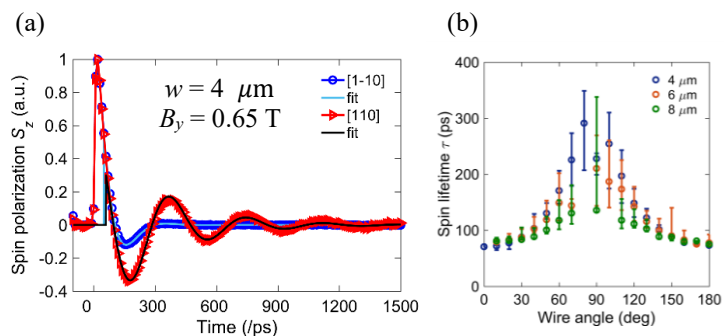 (a)
(b)
Spin polarization S_z (a.u.)
1
0.8
0.6
0.4
0.2
0
-0.2
-0.4
w = 4 μm
B_y = 0.65 T
[1-10]
fit
[110]
fit
0
300
600
900
1200
1500
Time (/ps)
Spin lifetime τ (ps)
400
300
200
100
0
4 μm
6 μm
8 μm
0
30
60
90
120
150
180
Wire angle (deg)